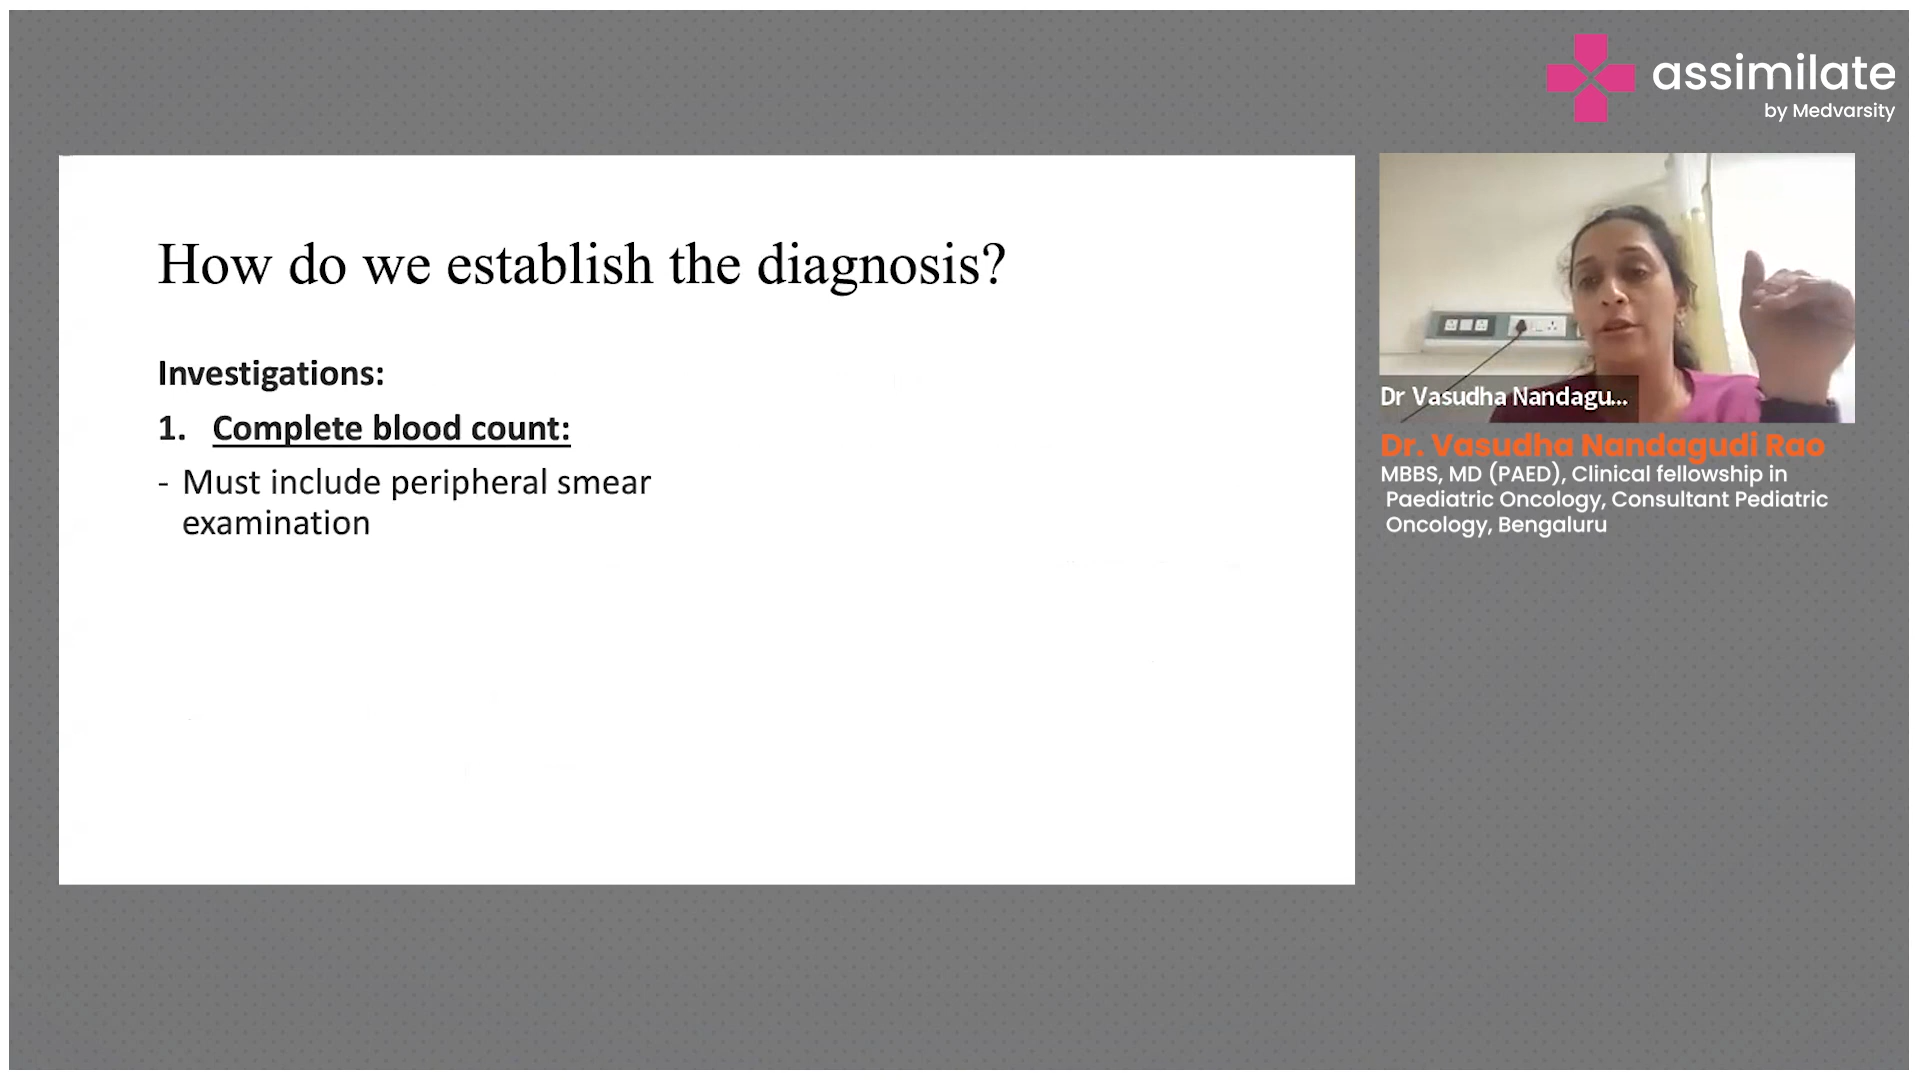 assimilate
by Medvarsity
How do we establish the diagnosis?
Investigations:
1. Complete blood count:
- Must include peripheral smear
examination
Dr Vasudha Nandagu...
Dr. Vasudha Nandagudi Rao
MBBS, MD (PAED), Clinical fellowship in
Paediatric Oncology, Consultant Pediatric
Oncology, Bengaluru